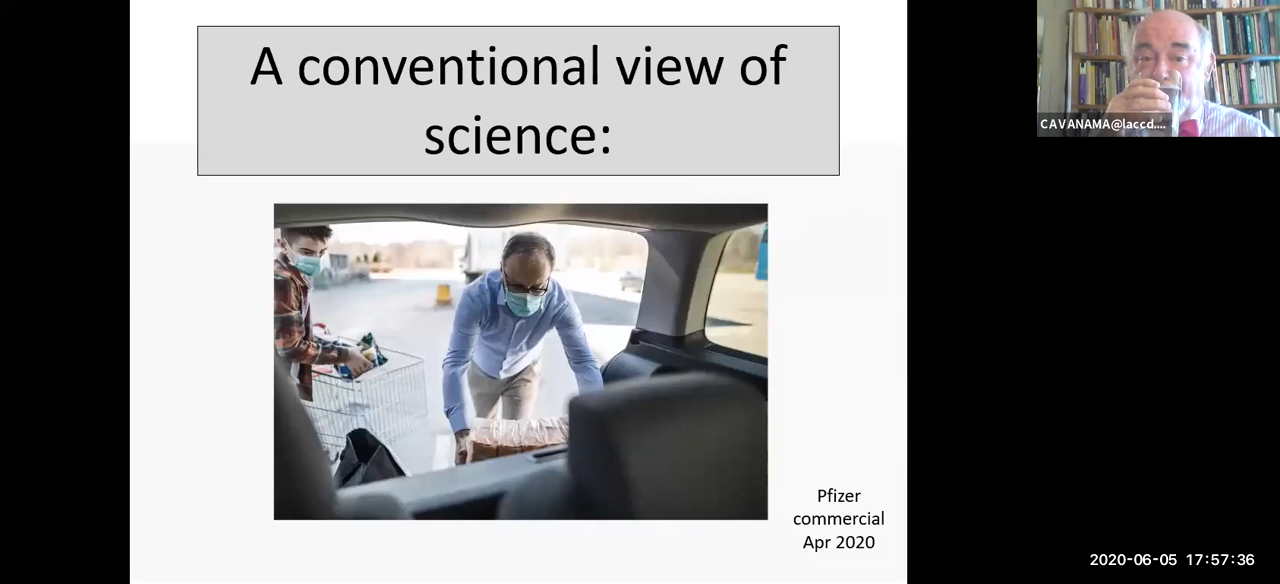 A conventional view of
science:
CAVANAMA@laccd....
Pfizer
commercial
Apr 2020
2020-06-05 17:57:36